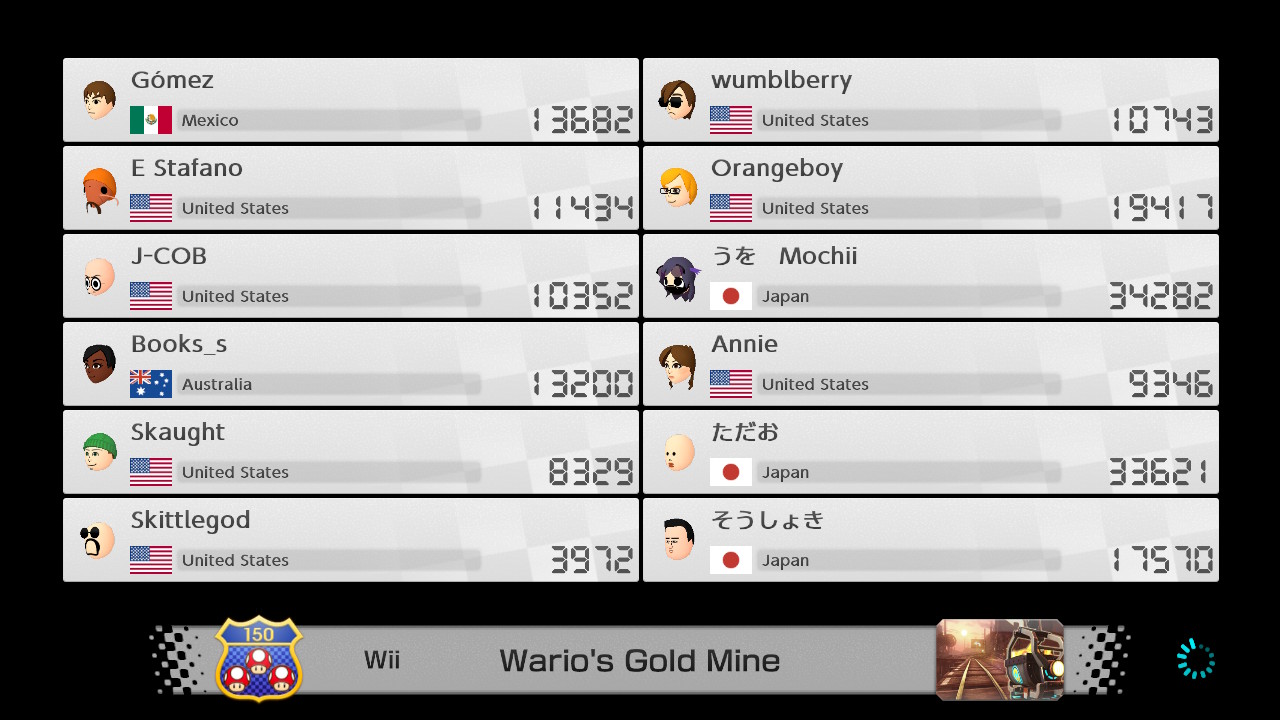 Gómez
Mexico 13682
E Stafano
United States 11434
J-COB
United States 10352
Books_s
Australia 13200
Skaught
United States 8329
Skittlegod
United States 3972
wumblberry
United States 10743
Orangeboy
United States 19417
うを　Mochii
Japan 34282
Annie
United States 9346
ただお
Japan 33621
そうしょき
Japan 17570
150 Wii Wario's Gold Mine